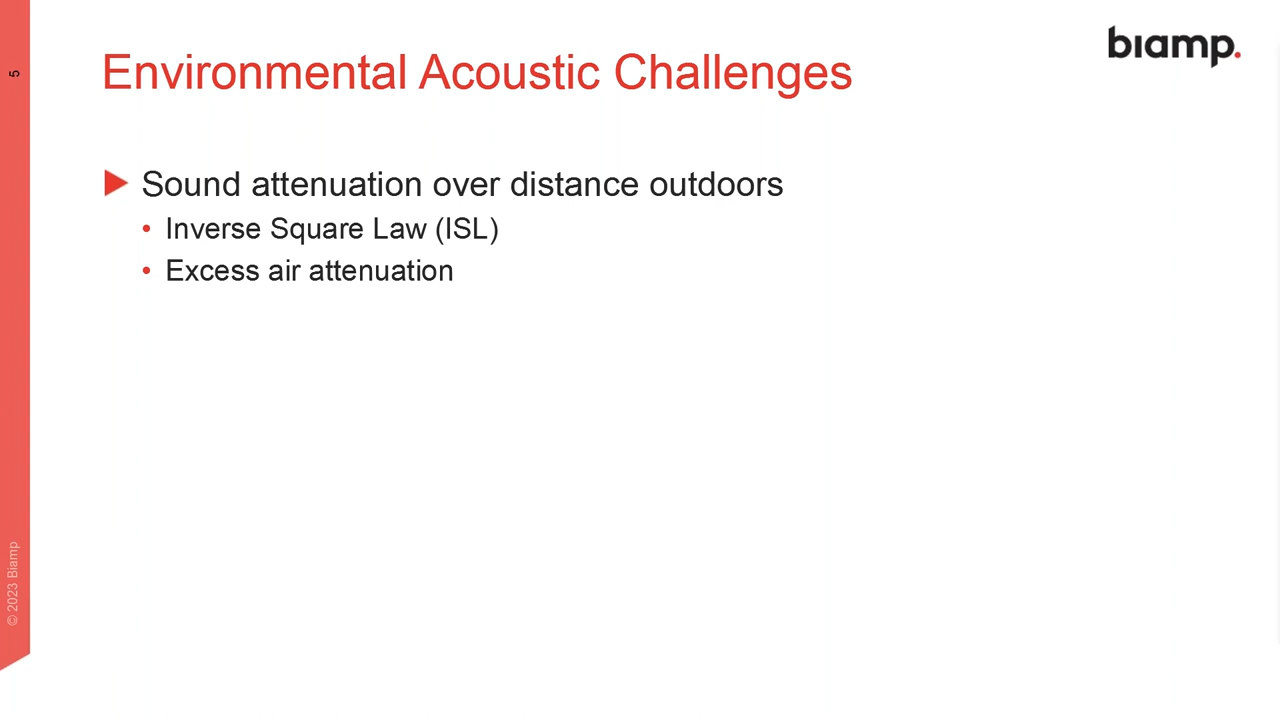 5
Environmental Acoustic Challenges
biamp.
Sound attenuation over distance outdoors
• Inverse Square Law (ISL)
• Excess air attenuation
© 2023 Biamp